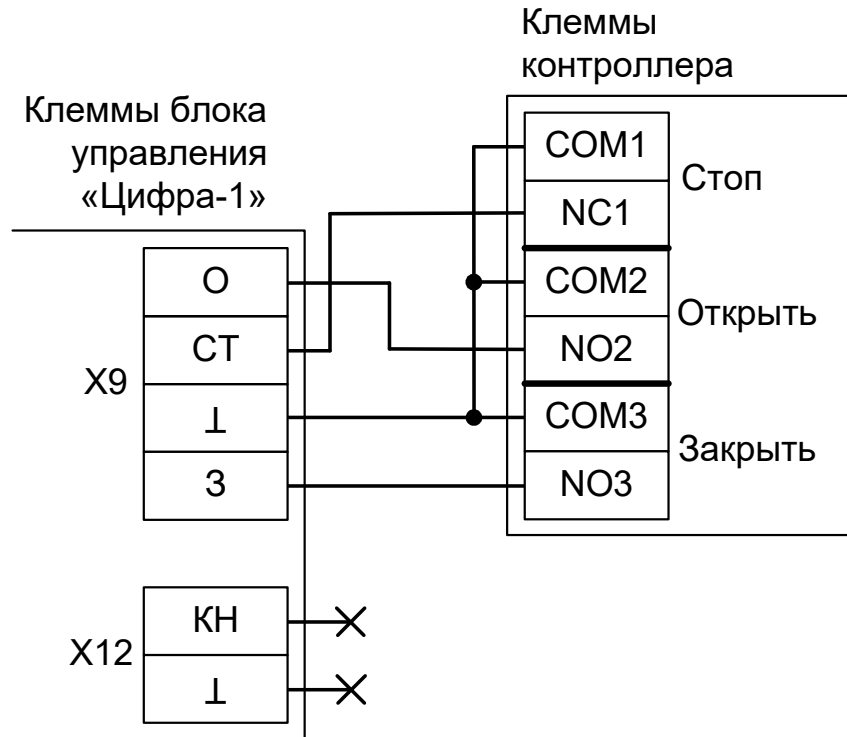 Клеммы
контроллера
Клеммы блока
управления
«Цифра-1»
COM1
Стоп
NC1
О
COM2
Открыть
СТ
NO2
X9
⊥
COM3
Закрыть
З
NO3
КН
X12
⊥